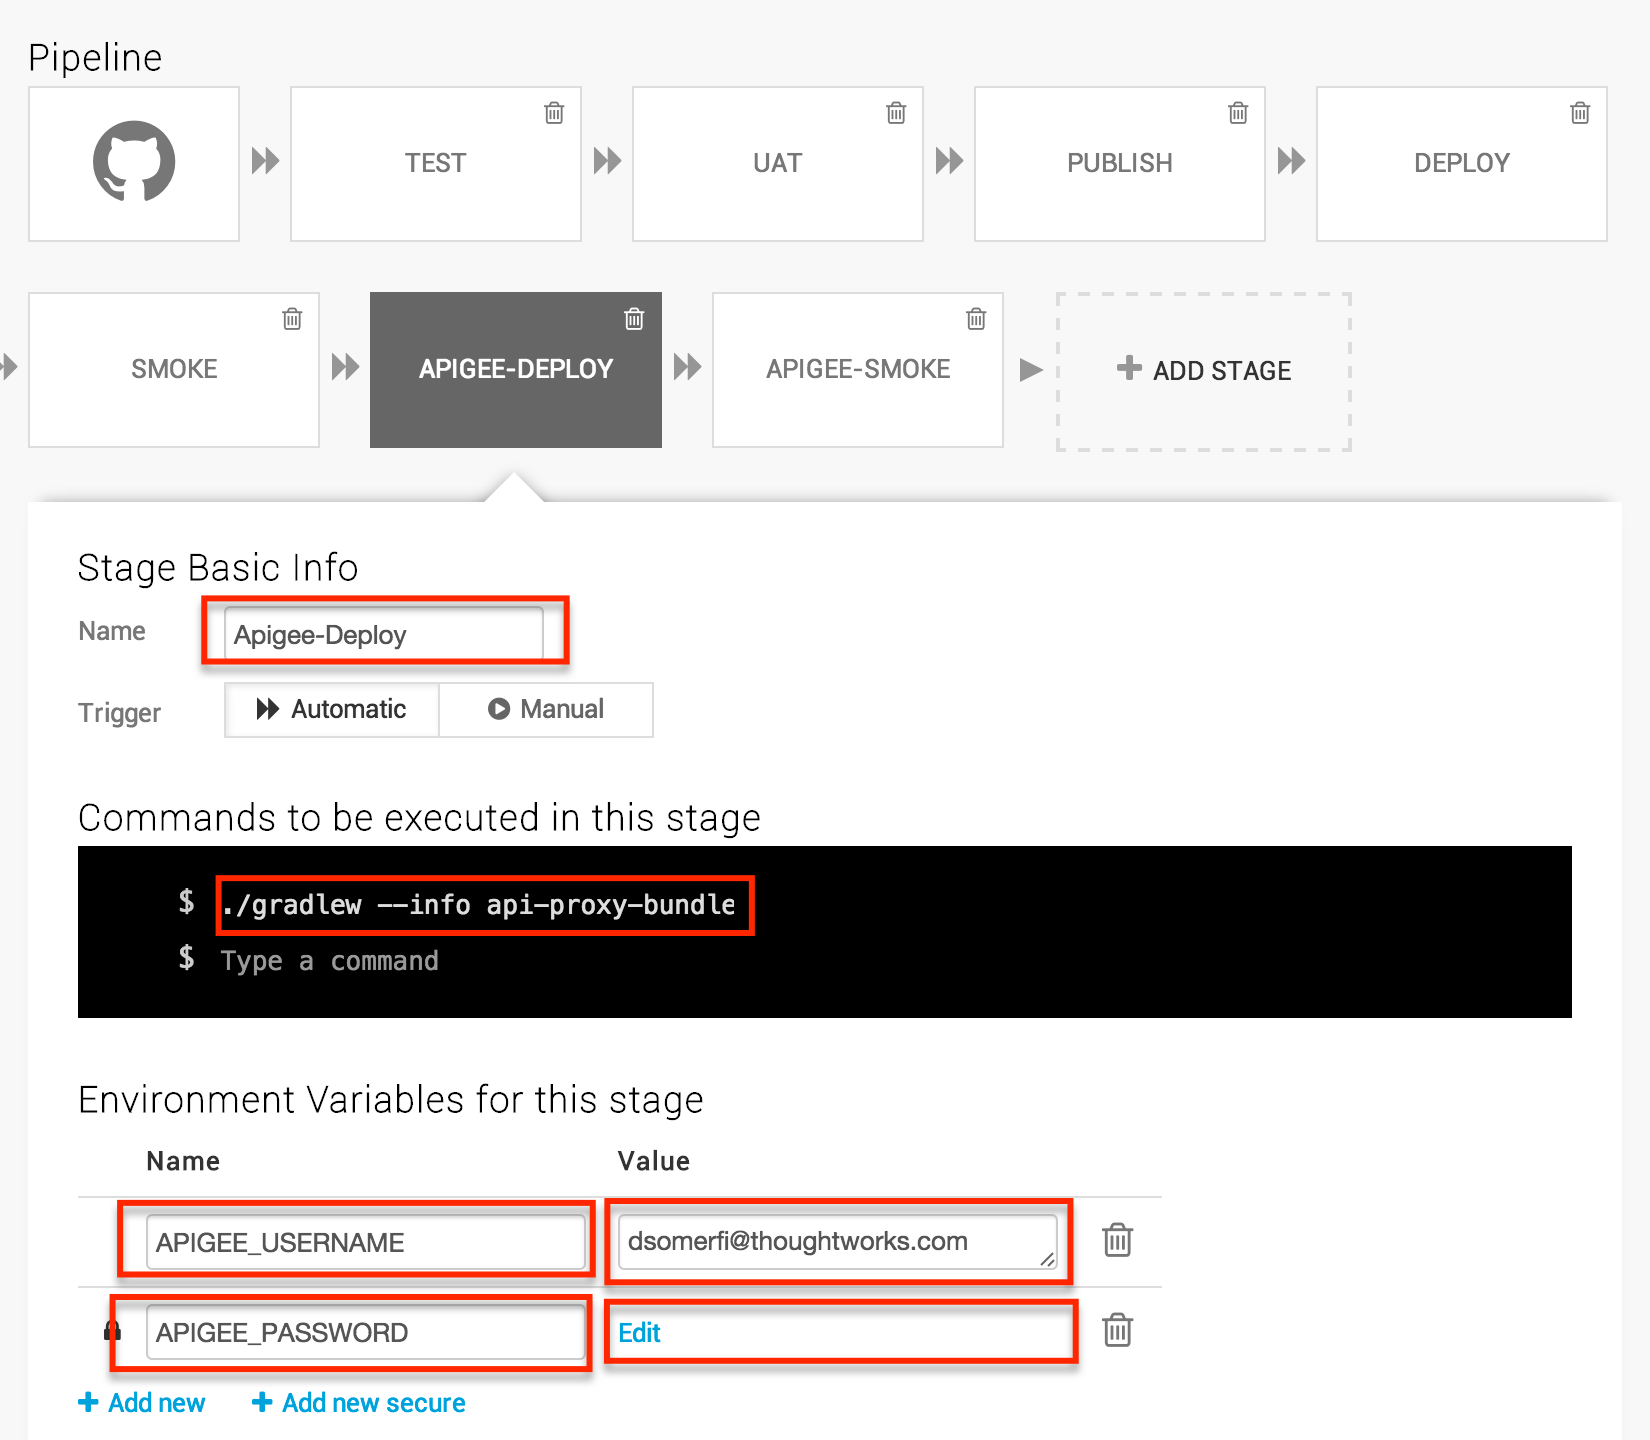 Pipeline
TEST
UAT
PUBLISH
DEPLOY
SMOKE
APIGEE-DEPLOY
APIGEE-SMOKE
ADD STAGE
Stage Basic Info
Name
Apigee-Deploy
Trigger
Automatic
Manual
Commands to be executed in this stage
$ ./gradlew --info api-proxy-bundle
$ Type a command
Environment Variables for this stage
Name Value
APIGEE_USERNAME dsomerfi@thoughtworks.com
APIGEE_PASSWORD Edit
+ Add new + Add new secure